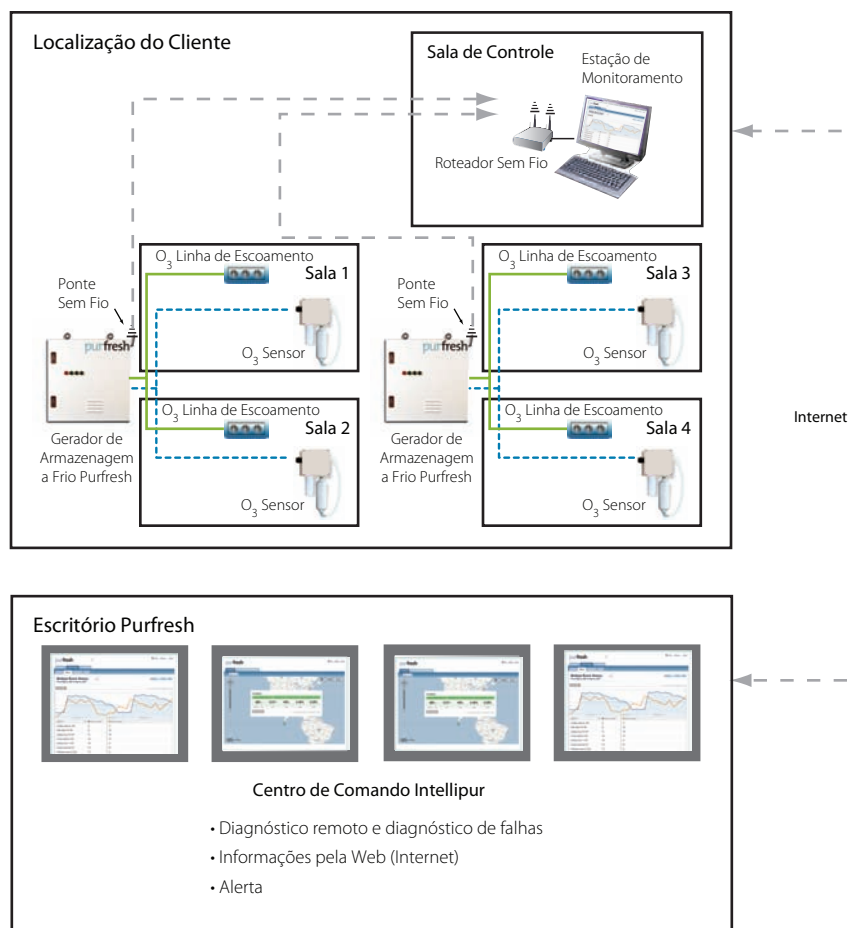 Localização do Cliente
Sala de Controle
Estação de
Monitoramento
Roteador Sem Fio
O3 Linha de Escoamento
Sala 1
Ponte
Sem Fio
purfresh
O3 Sensor
O3 Linha de Escoamento
Sala 2
Gerador de
Armazenagem
a Frio Purfresh
O3 Sensor
O3 Linha de Escoamento
Sala 3
Ponte
Sem Fio
purfresh
O3 Sensor
O3 Linha de Escoamento
Sala 4
Gerador de
Armazenagem
a Frio Purfresh
O3 Sensor
Internet
Escritório Purfresh
Centro de Comando Intellipur
• Diagnóstico remoto e diagnóstico de falhas
• Informações pela Web (Internet)
• Alerta